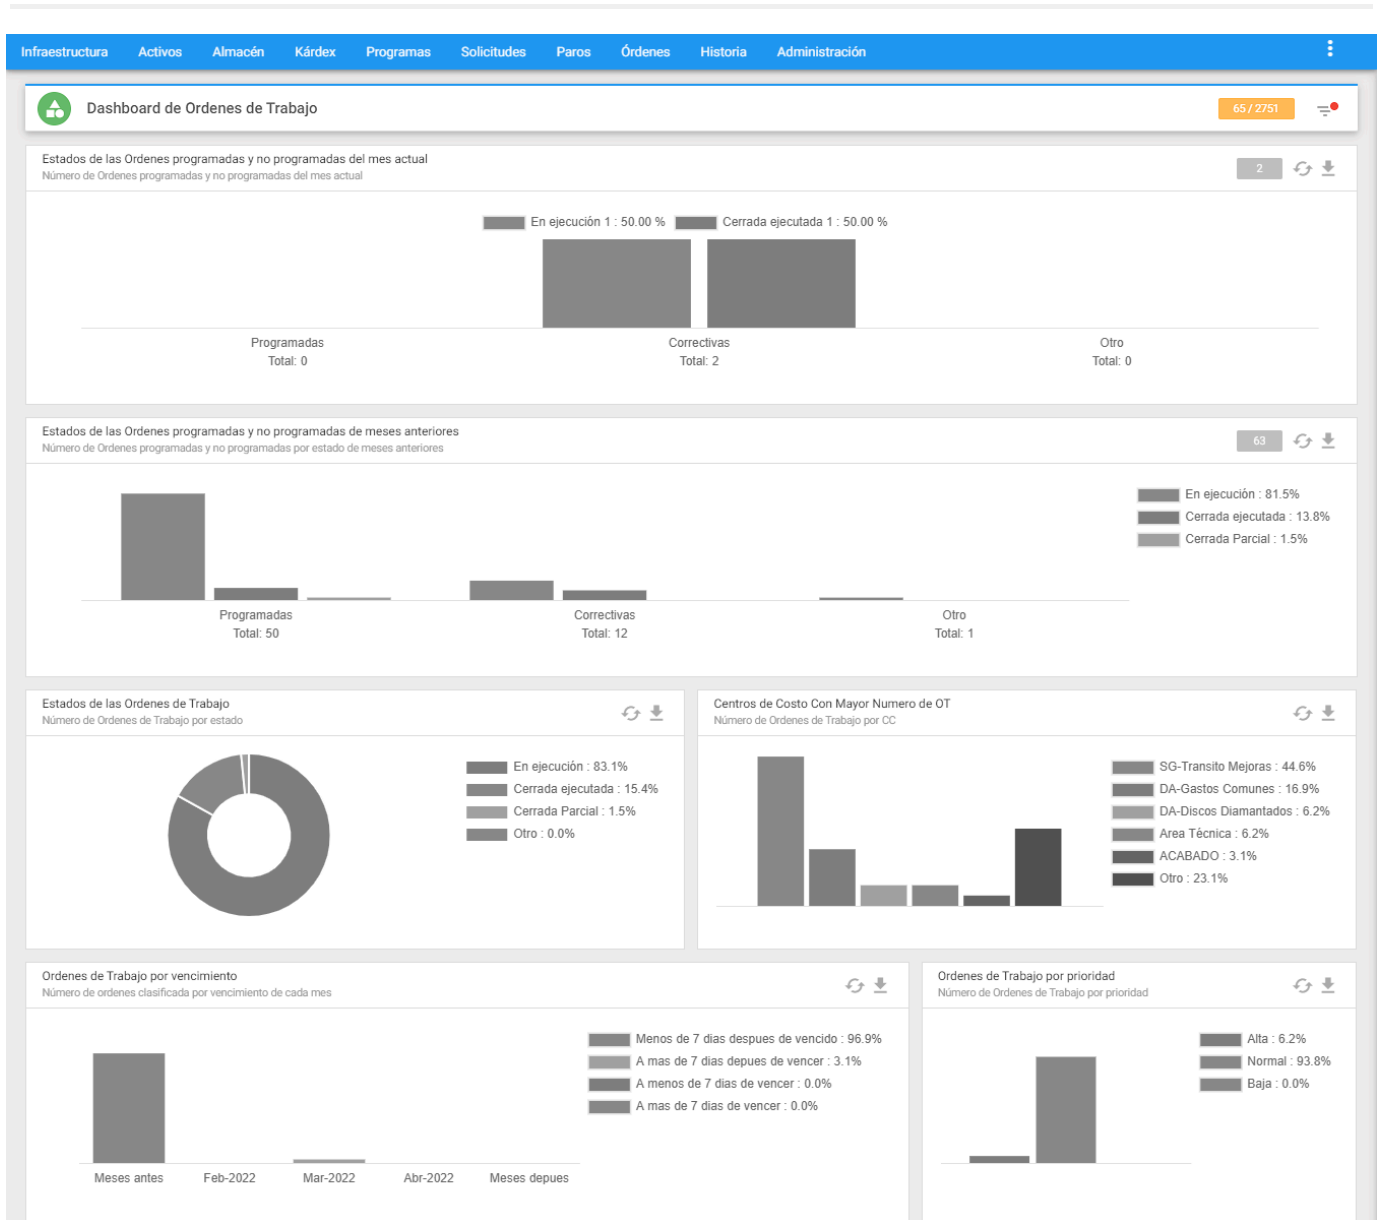 Infraestructura Activos Almacén Kárdex Programas Solicitudes Paros Órdenes Historia Administración
Dashboard de Ordenes de Trabajo
65 / 2751
Estados de las Ordenes programadas y no programadas del mes actual
Número de Ordenes programadas y no programadas del mes actual
2
En ejecución 1 : 50.00 % Cerrada ejecutada 1 : 50.00 %
Programadas Correctivas Otro
Total: 0 Total: 2 Total: 0
Estados de las Ordenes programadas y no programadas de meses anteriores
Número de Ordenes programadas y no programadas por estado de meses anteriores
63
En ejecución : 81.5%
Cerrada ejecutada : 13.8%
Cerrada Parcial : 1.5%
Programadas Correctivas Otro
Total: 50 Total: 12 Total: 1
Estados de las Ordenes de Trabajo
Número de Ordenes de Trabajo por estado
En ejecución : 83.1%
Cerrada ejecutada : 15.4%
Cerrada Parcial : 1.5%
Otro : 0.0%
Centros de Costo Con Mayor Numero de OT
Número de Ordenes de Trabajo por CC
SG-Transito Mejoras : 44.6%
DA-Gastos Comunes : 16.9%
DA-Discos Diamantados : 6.2%
Area Técnica : 6.2%
ACABADO : 3.1%
Otro : 23.1%
Ordenes de Trabajo por vencimiento
Número de ordenes clasificada por vencimiento de cada mes
Menos de 7 dias despues de vencido : 96.9%
A mas de 7 dias depues de vencer : 3.1%
A menos de 7 dias de vencer : 0.0%
A mas de 7 dias de vencer : 0.0%
Meses antes Feb-2022 Mar-2022 Abr-2022 Meses depues
Ordenes de Trabajo por prioridad
Número de Ordenes de Trabajo por prioridad
Alta : 6.2%
Normal : 93.8%
Baja : 0.0%